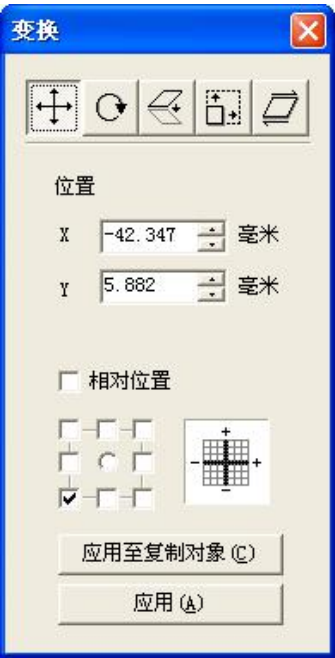 变换
位置
X -42.347 毫米
Y 5.882 毫米
相对位置
+
- +
-
应用至复制对象(C)
应用(A)